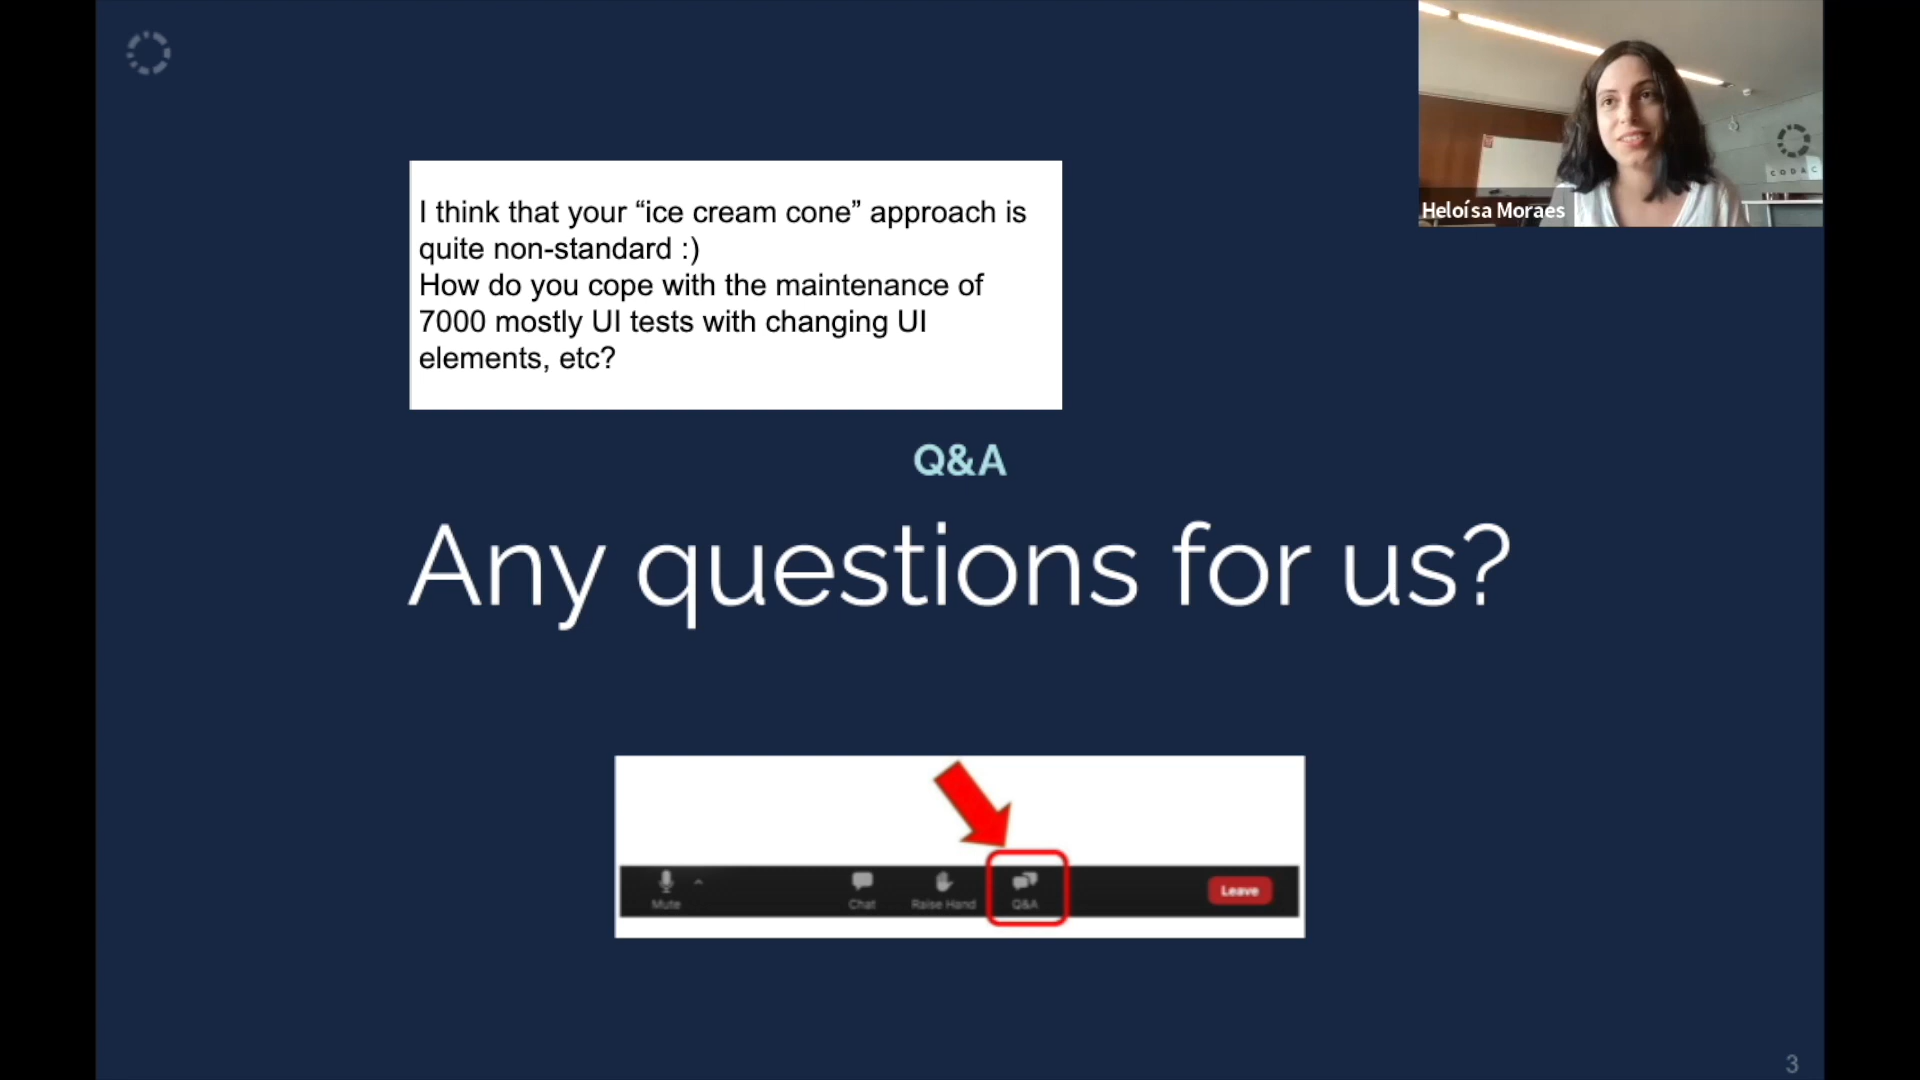 I think that your “ice cream cone” approach is
quite non-standard :)
How do you cope with the maintenance of
7000 mostly UI tests with changing UI
elements, etc?
Heloísa Moraes
CODAC
Q&A
Any questions for us?
Mute
Chat
Raise Hand
Q&A
Leave
3